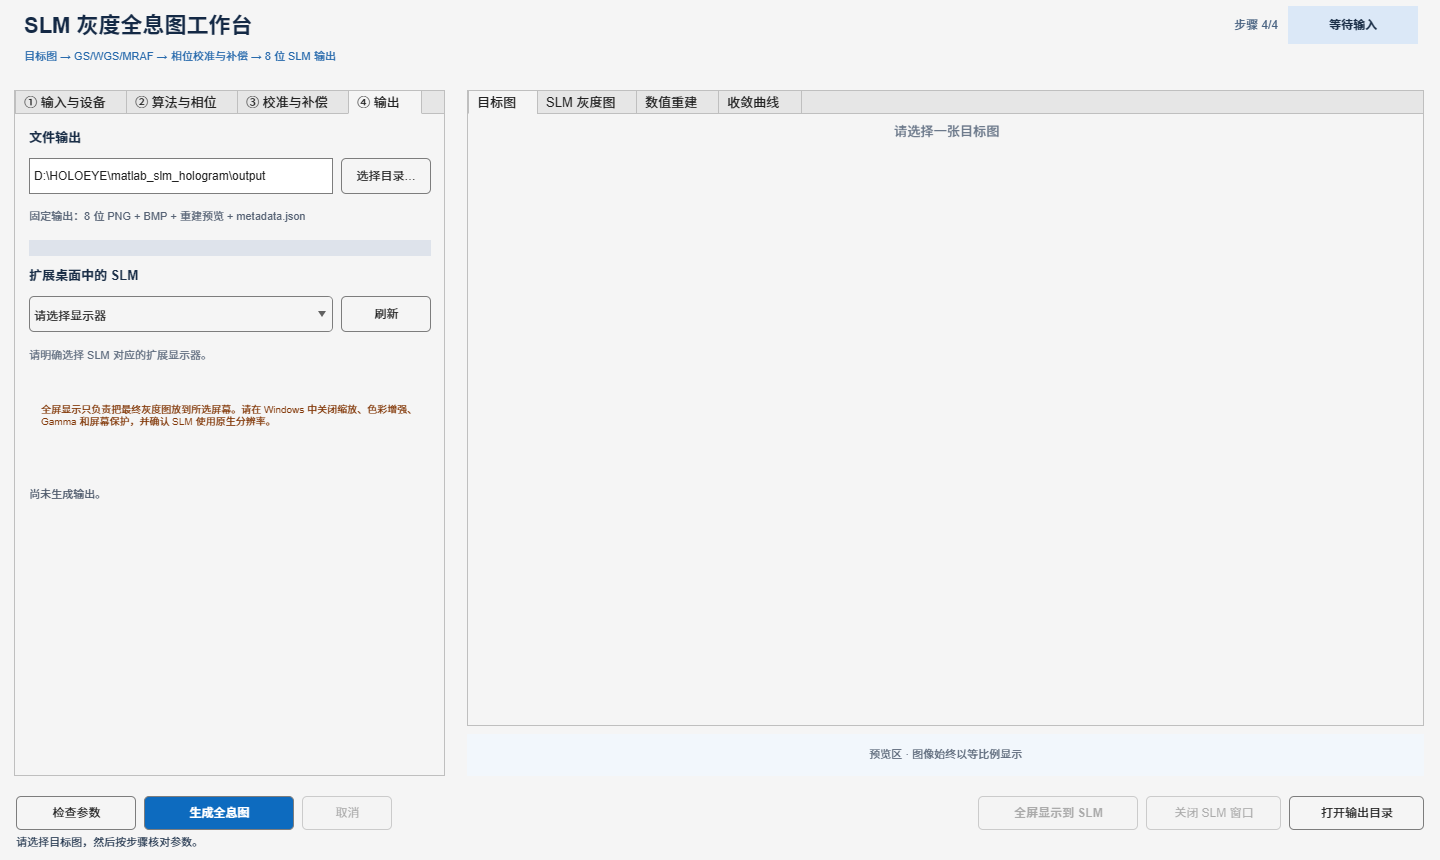 SLM 灰度全息图工作台
目标图 → GS/WGS/MRAF → 相位校准与补偿 → 8 位 SLM 输出
步骤 4/4
等待输入
① 输入与设备
② 算法与相位
③ 校准与补偿
④ 输出
文件输出
D:\HOLOEYE\matlab_slm_hologram\output
选择目录...
固定输出：8 位 PNG + BMP + 重建预览 + metadata.json
扩展桌面中的 SLM
请选择显示器
刷新
请明确选择 SLM 对应的扩展显示器。
全屏显示只负责把最终灰度图放到所选屏幕。请在 Windows 中关闭缩放、色彩增强、
Gamma 和屏幕保护，并确认 SLM 使用原生分辨率。
尚未生成输出。
目标图
SLM 灰度图
数值重建
收敛曲线
请选择一张目标图
预览区 · 图像始终以等比例显示
检查参数
生成全息图
取消
全屏显示到 SLM
关闭 SLM 窗口
打开输出目录
请选择目标图，然后按步骤核对参数。